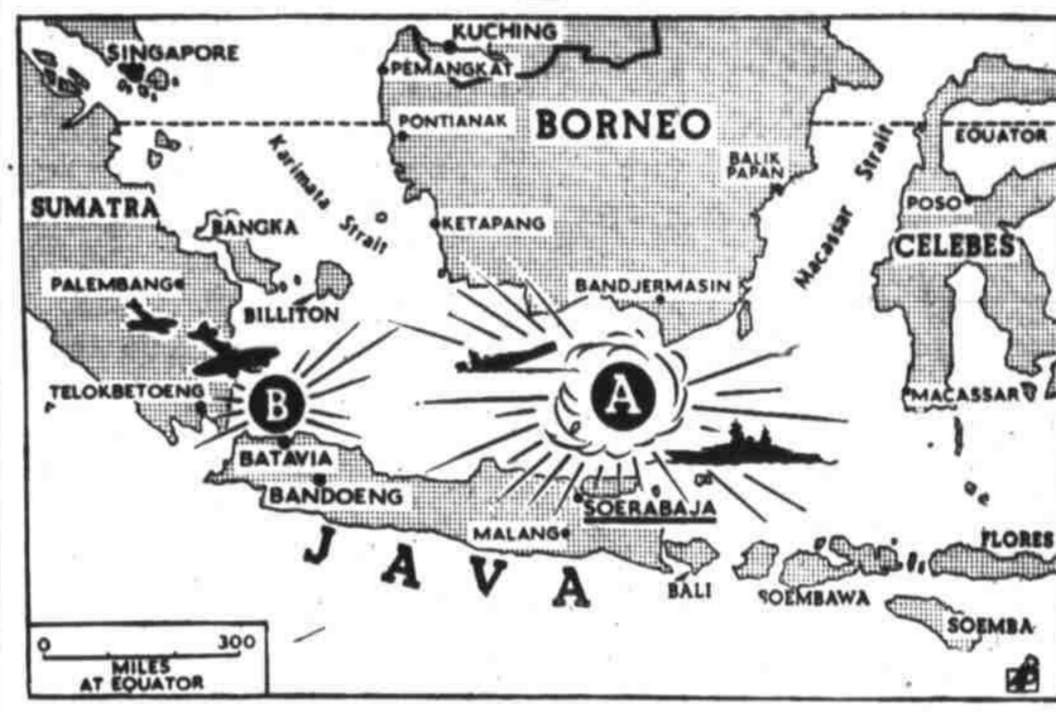 KUCHING
SINGAPORE
PEMANGKAT
PONTIANAK
BORNEO
EQUATOR
Karimata Strait
BALIK
PAPAN
Macassar Strait
SUMATRA
POSO
BANGKA
KETAPANG
CELEBES
PALEMBANG
BANDJERMASIN
BILLITON
TELOKBETOENG
B
A
MACASSAR
BATAVIA
BANDOENG
SOERABAJA
MALANG
JAVA
FLORES
BALI
SOEMBAWA
SOEMBA
0 300
MILES
AT EQUATOR